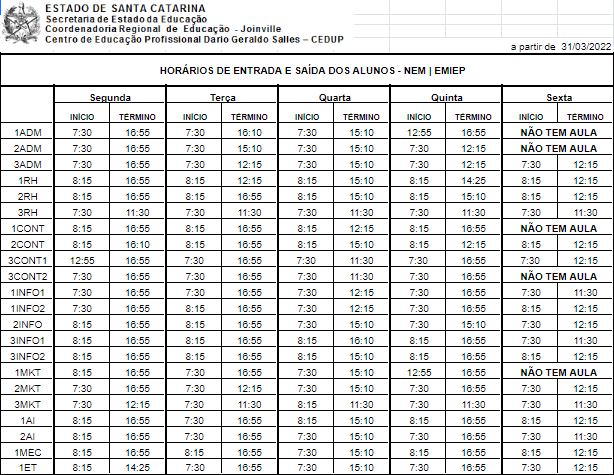 ESTADO DE SANTA CATARINA
Secretaria de Estado da Educação
Coordenadoria Regional de Educação - Joinville
Centro de Educação Profissional Dario Geraldo Salles – CEDUP
a partir de 31/03/2022
HORÁRIOS DE ENTRADA E SAÍDA DOS ALUNOS - NEM | EMIEP
Segunda Terça Quarta Quinta Sexta
INÍCIO TERMINO INÍCIO TERMINO INÍCIO TERMINO INÍCIO TERMINO INÍCIO TERMINO
1ADM 7:30 16:55 7:30 16:10 7:30 15:10 12:55 16:55 NÃO TEM AULA
2ADM 7:30 16:55 7:30 16:55 7:30 15:10 7:30 15:10 NÃO TEM AULA
3ADM 7:30 16:55 7:30 12:15 7:30 15:10 7:30 12:15 7:30 12:15
1RH 8:15 16:55 8:15 12:15 8:15 15:10 8:15 14:25 8:15 12:15
2RH 8:15 16:55 8:15 16:55 8:15 15:10 8:15 15:10 8:15 12:15
3RH 7:30 11:30 7:30 11:30 7:30 11:30 7:30 11:30 7:30 11:30
1CONT 8:15 16:55 8:15 16:55 8:15 12:15 8:15 16:55 NÃO TEM AULA
2CONT 8:15 16:10 8:15 16:55 8:15 15:10 8:15 12:15 8:15 12:15
3CONT1 12:55 16:55 7:30 16:55 7:30 11:30 7:30 16:55 7:30 12:15
3CONT2 7:30 16:55 7:30 16:55 7:30 11:30 7:30 16:55 NÃO TEM AULA
1INFO1 7:30 16:55 7:30 16:55 7:30 12:15 7:30 16:55 7:30 11:30
1INFO2 7:30 16:55 8:15 16:55 8:15 12:15 8:15 16:55 8:15 12:15
2INFO 8:15 16:55 7:30 16:55 7:30 16:55 7:30 15:10 7:30 12:15
3INFO1 8:15 16:55 8:15 16:55 8:15 16:10 8:15 16:55 7:30 11:30
3INFO2 8:15 16:55 8:15 16:55 8:15 15:10 8:15 16:55 8:15 12:15
1MKT 8:15 16:55 7:30 16:55 7:30 15:10 12:55 16:55 NÃO TEM AULA
2MKT 7:30 16:55 7:30 12:15 7:30 15:10 7:30 16:55 7:30 12:15
3MKT 7:30 12:15 7:30 11:30 8:15 11:30 7:30 11:30 7:30 11:30
1AI 8:15 16:55 7:30 16:55 7:30 15:10 8:15 16:55 8:15 12:15
2AI 8:15 16:55 7:30 16:55 7:30 15:10 7:30 16:55 7:30 11:30
1MEC 8:15 16:55 8:15 16:55 7:30 15:10 7:30 16:55 7:30 12:15
1ET 8:15 14:25 7:30 16:55 7:30 15:10 7:30 16:55 7:30 12:15